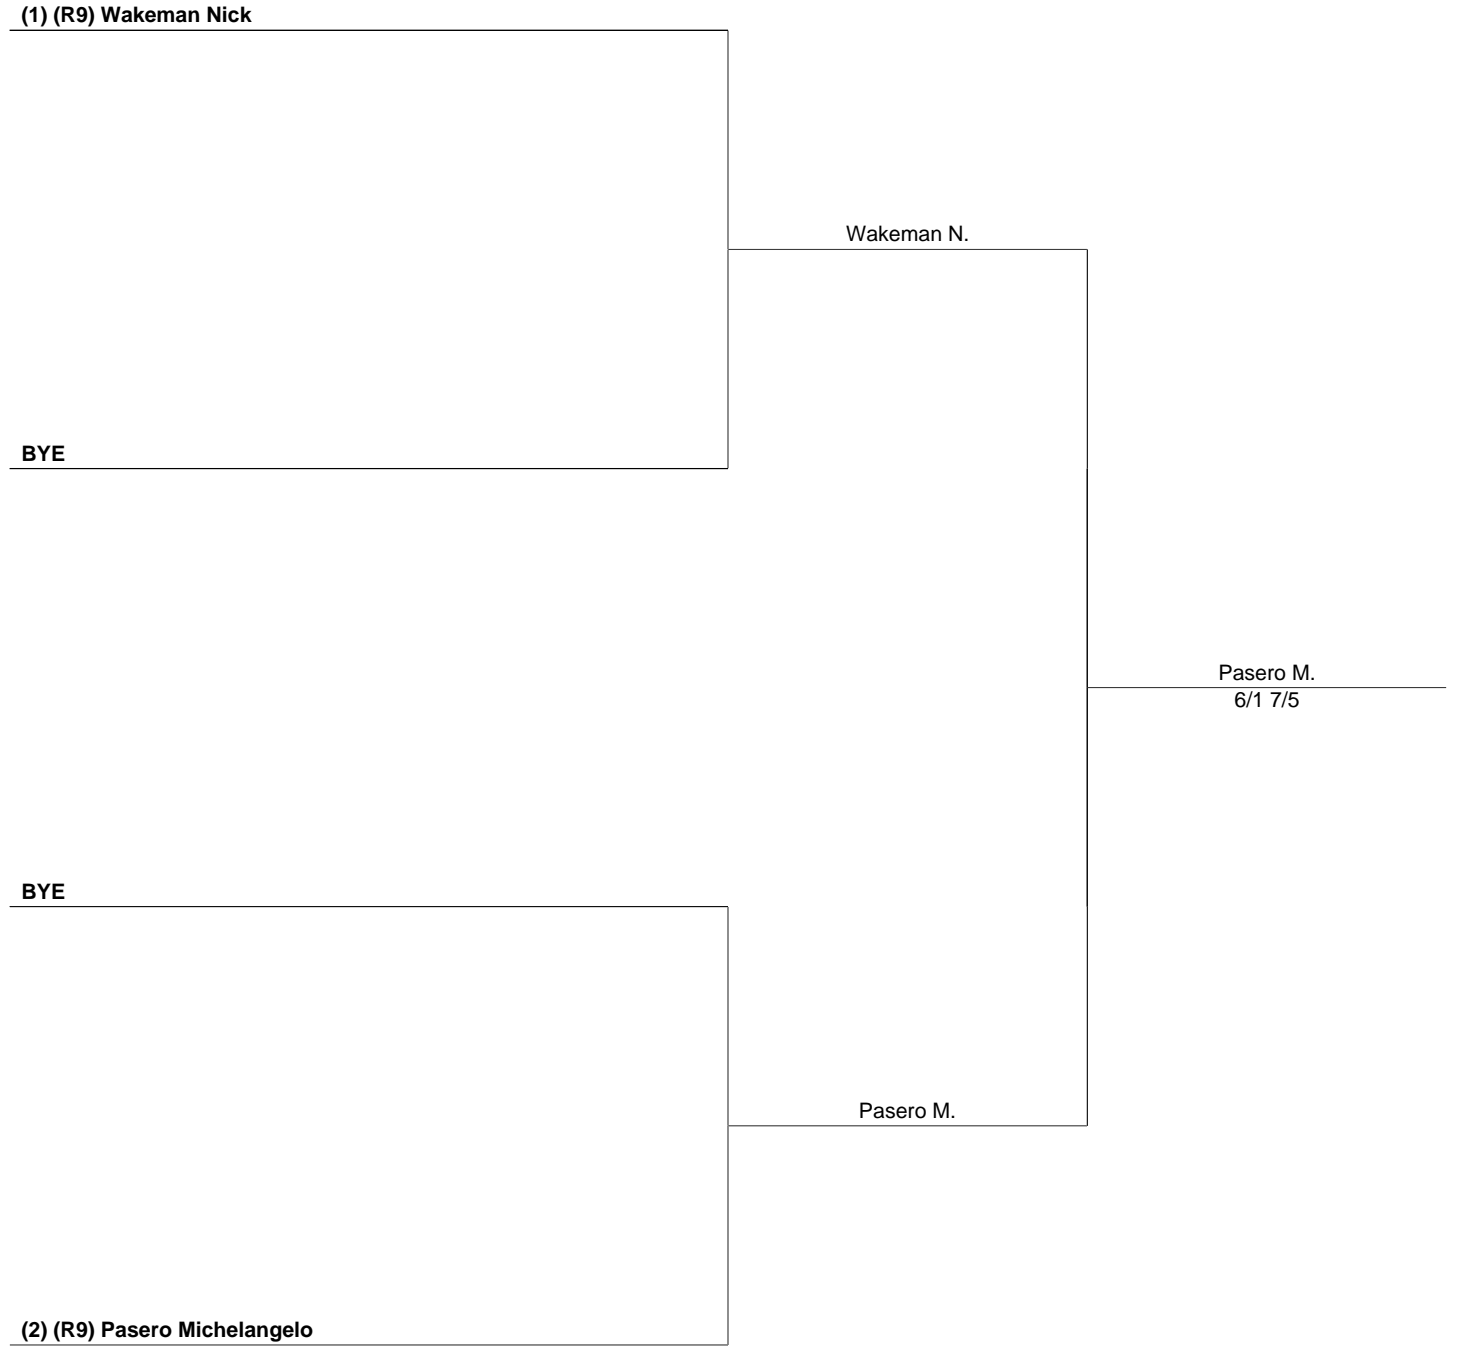 (1) (R9) Wakeman Nick
Wakeman N.
BYE
Pasero M.
6/1 7/5
BYE
Pasero M.
(2) (R9) Pasero Michelangelo